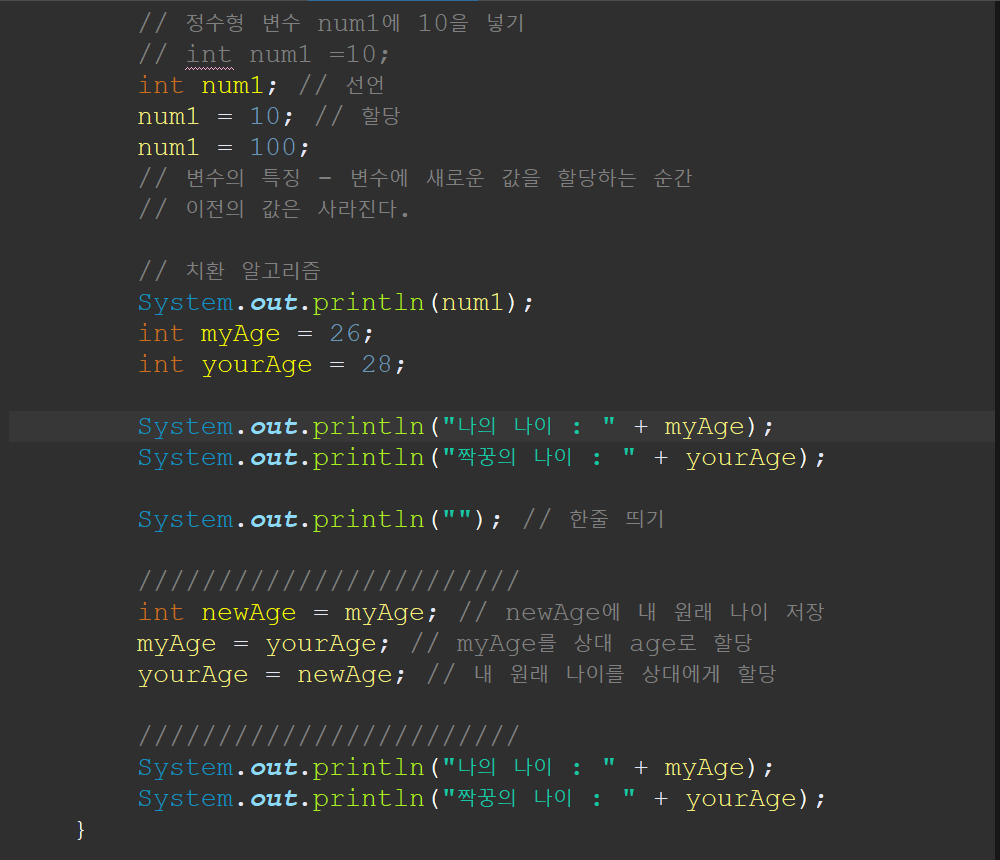 // 정수형 변수 num1에 10을 넣기
// int num1 =10;
int num1; // 선언
num1 = 10; // 할당
num1 = 100;
// 변수의 특징 - 변수에 새로운 값을 할당하는 순간
// 이전의 값은 사라진다.
// 치환 알고리즘
System.out.println(num1);
int myAge = 26;
int yourAge = 28;
System.out.println("나의 나이 : " + myAge);
System.out.println("짝꿍의 나이 : " + yourAge);
System.out.println(""); // 한줄 띄기
////////////////////////
int newAge = myAge; // newAge에 내 원래 나이 저장
myAge = yourAge; // myAge를 상대 age로 할당
yourAge = newAge; // 내 원래 나이를 상대에게 할당
////////////////////////
System.out.println("나의 나이 : " + myAge);
System.out.println("짝꿍의 나이 : " + yourAge);
}